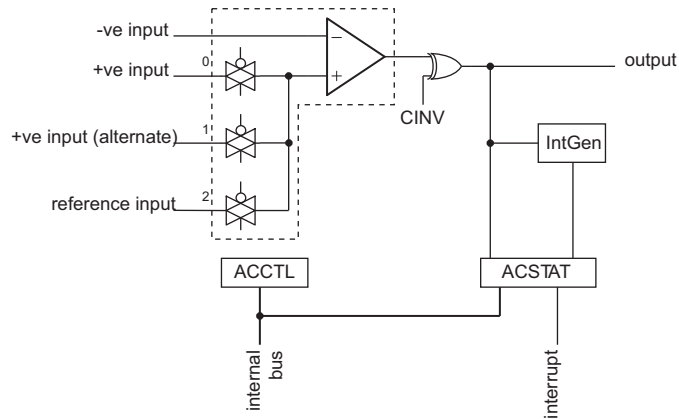 -ve input
+ve input
0
+ve input (alternate)
1
reference input
2
−
+
CINV
output
IntGen
ACCTL
ACSTAT
internal
bus
interrupt